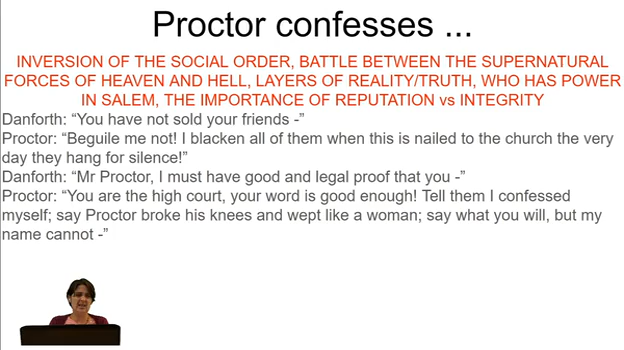 Proctor confesses ...
INVERSION OF THE SOCIAL ORDER, BATTLE BETWEEN THE SUPERNATURAL
FORCES OF HEAVEN AND HELL, LAYERS OF REALITY/TRUTH, WHO HAS POWER
IN SALEM, THE IMPORTANCE OF REPUTATION vs INTEGRITY
Danforth: “You have not sold your friends -”
Proctor: “Beguile me not! I blacken all of them when this is nailed to the church the very
day they hang for silence!”
Danforth: “Mr Proctor, I must have good and legal proof that you -”
Proctor: “You are the high court, your word is good enough! Tell them I confessed
myself; say Proctor broke his knees and wept like a woman; say what you will, but my
name cannot -”